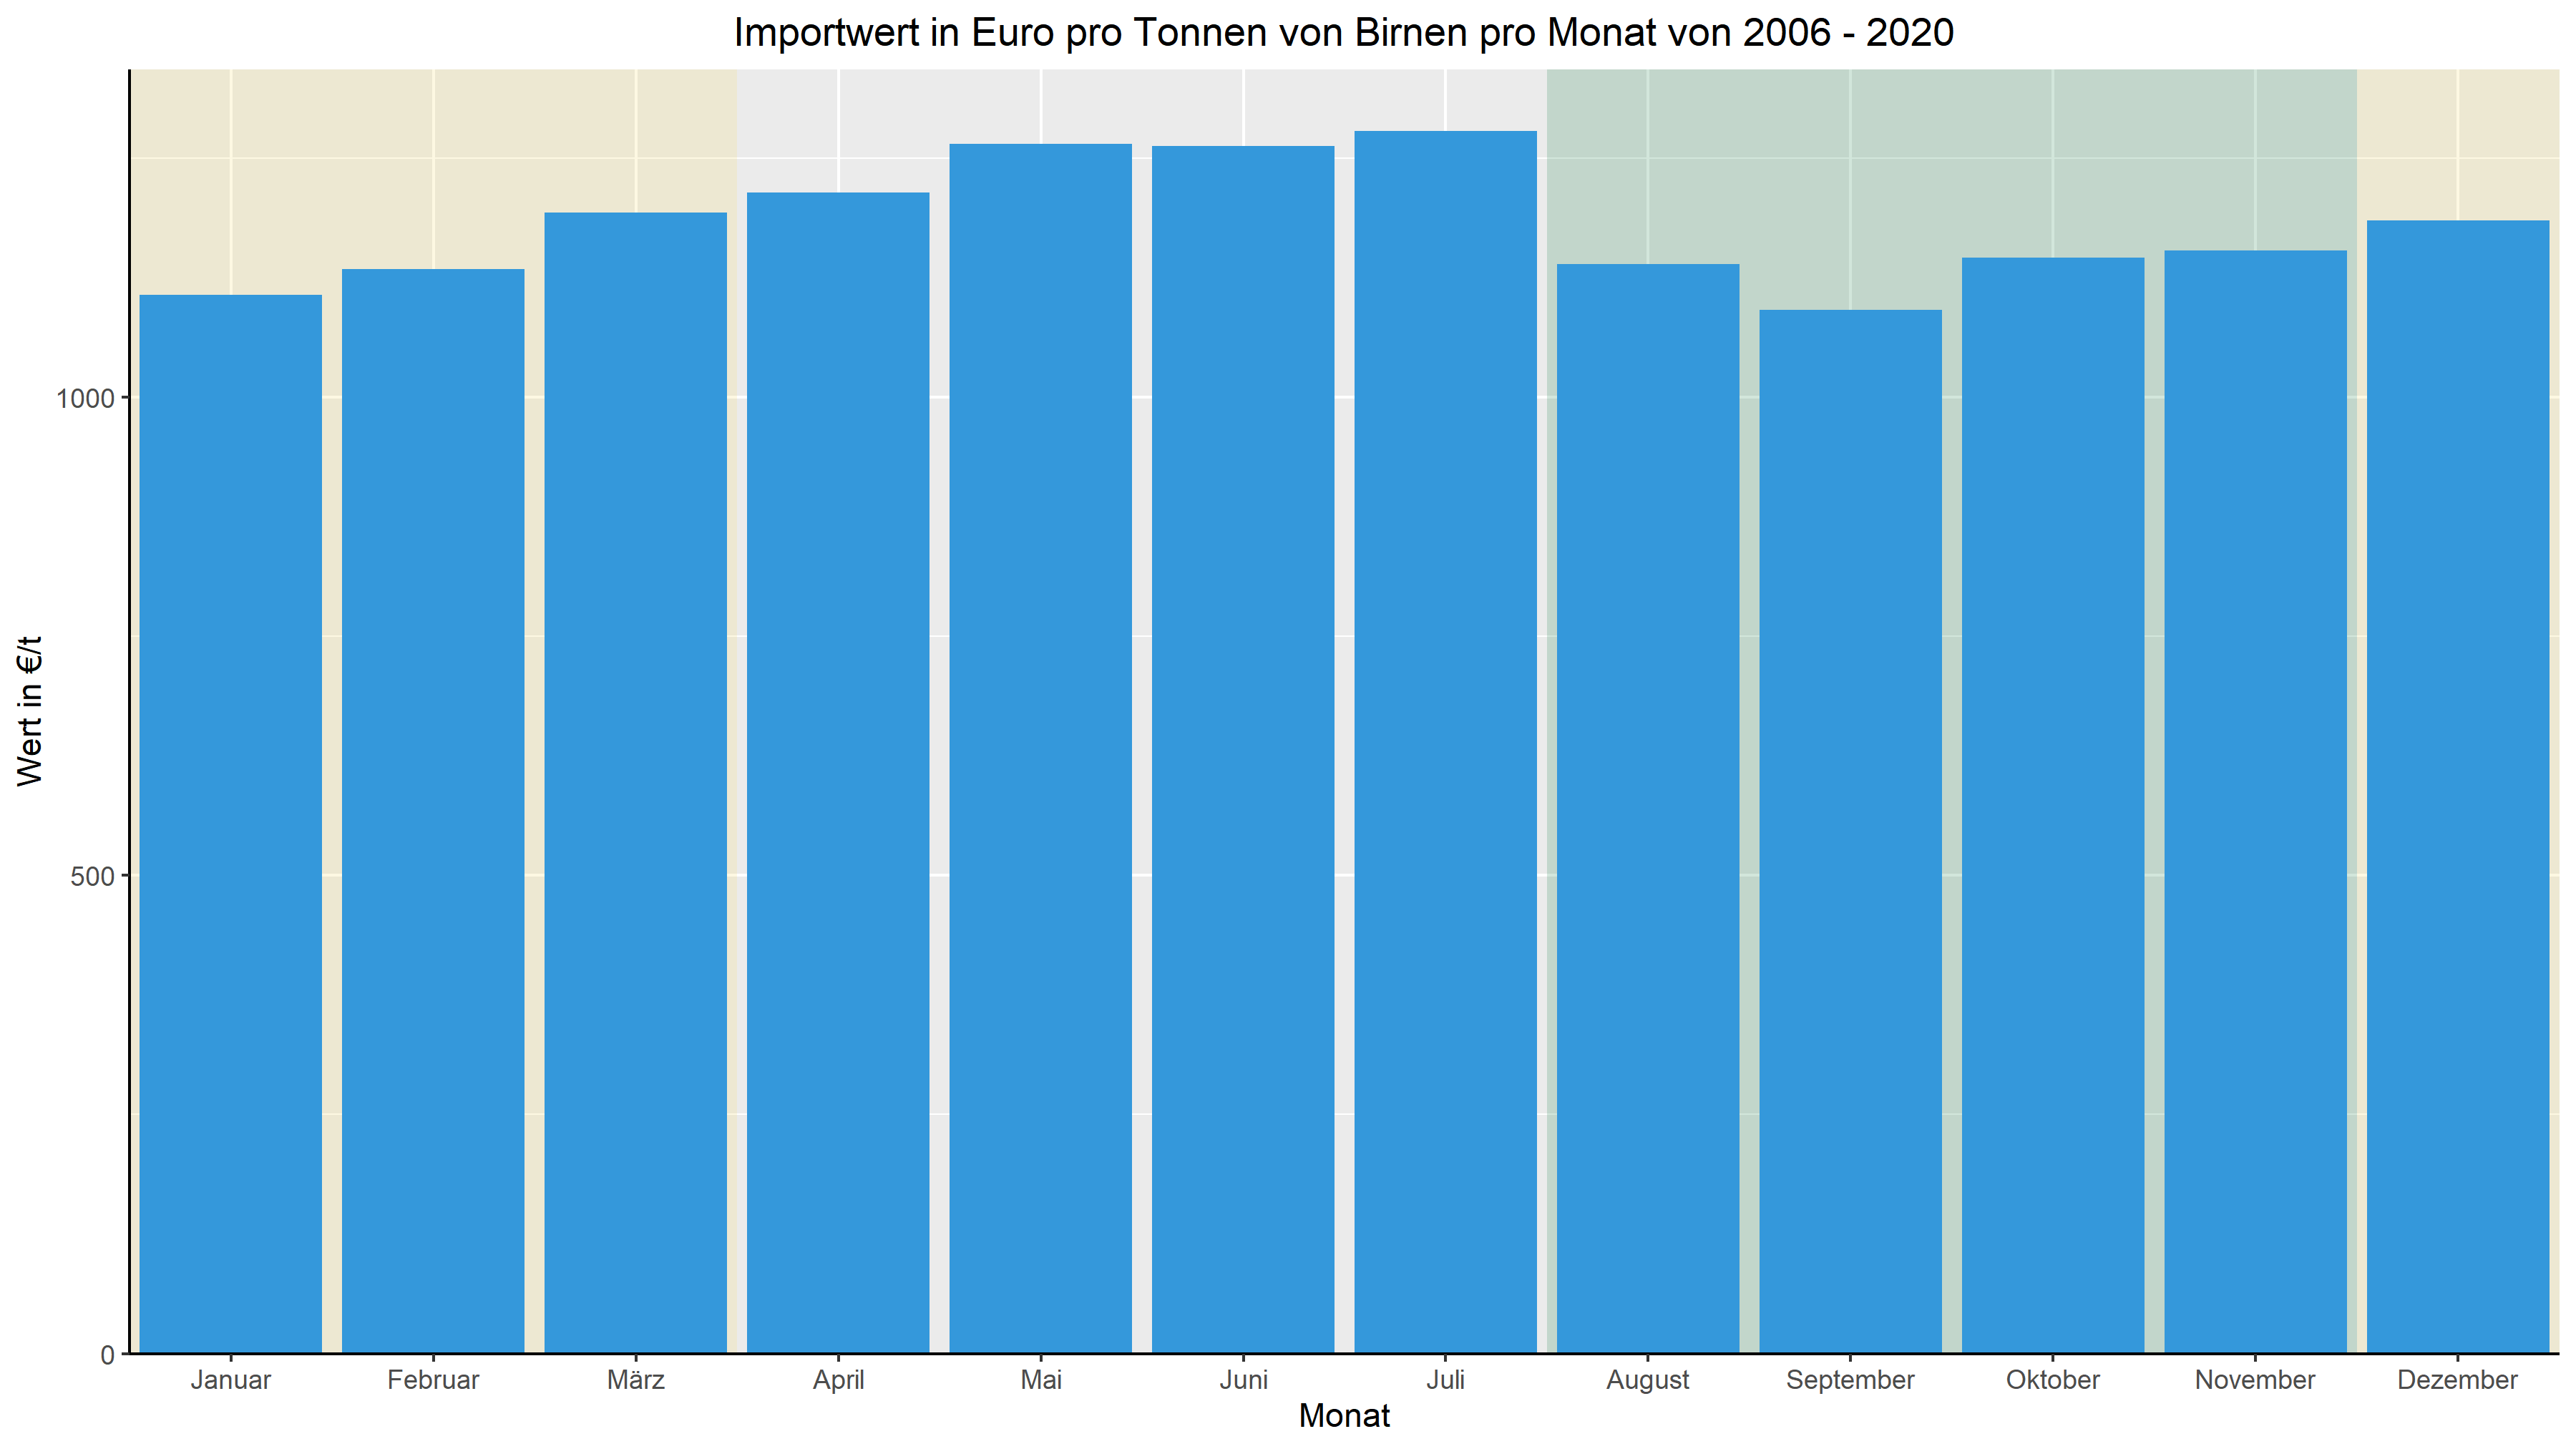 Importwert in Euro pro Tonnen von Birnen pro Monat von 2006 - 2020
Wert in €/t
1000
500
0
Januar Februar März April Mai Juni Juli August September Oktober November Dezember
Monat